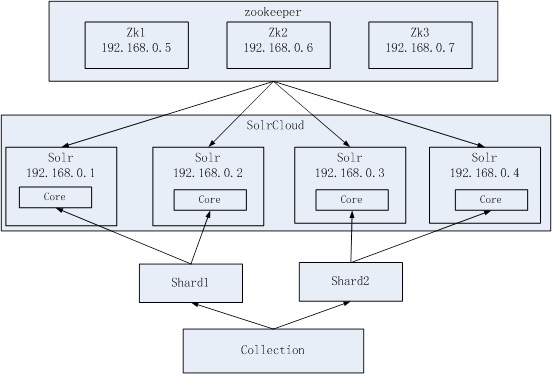 zookeeper
Zk1
192.168.0.5
Zk2
192.168.0.6
Zk3
192.168.0.7
SolrCloud
Solr
192.168.0.1
Core
Solr
192.168.0.2
Core
Solr
192.168.0.3
Core
Solr
192.168.0.4
Core
Shard1
Shard2
Collection